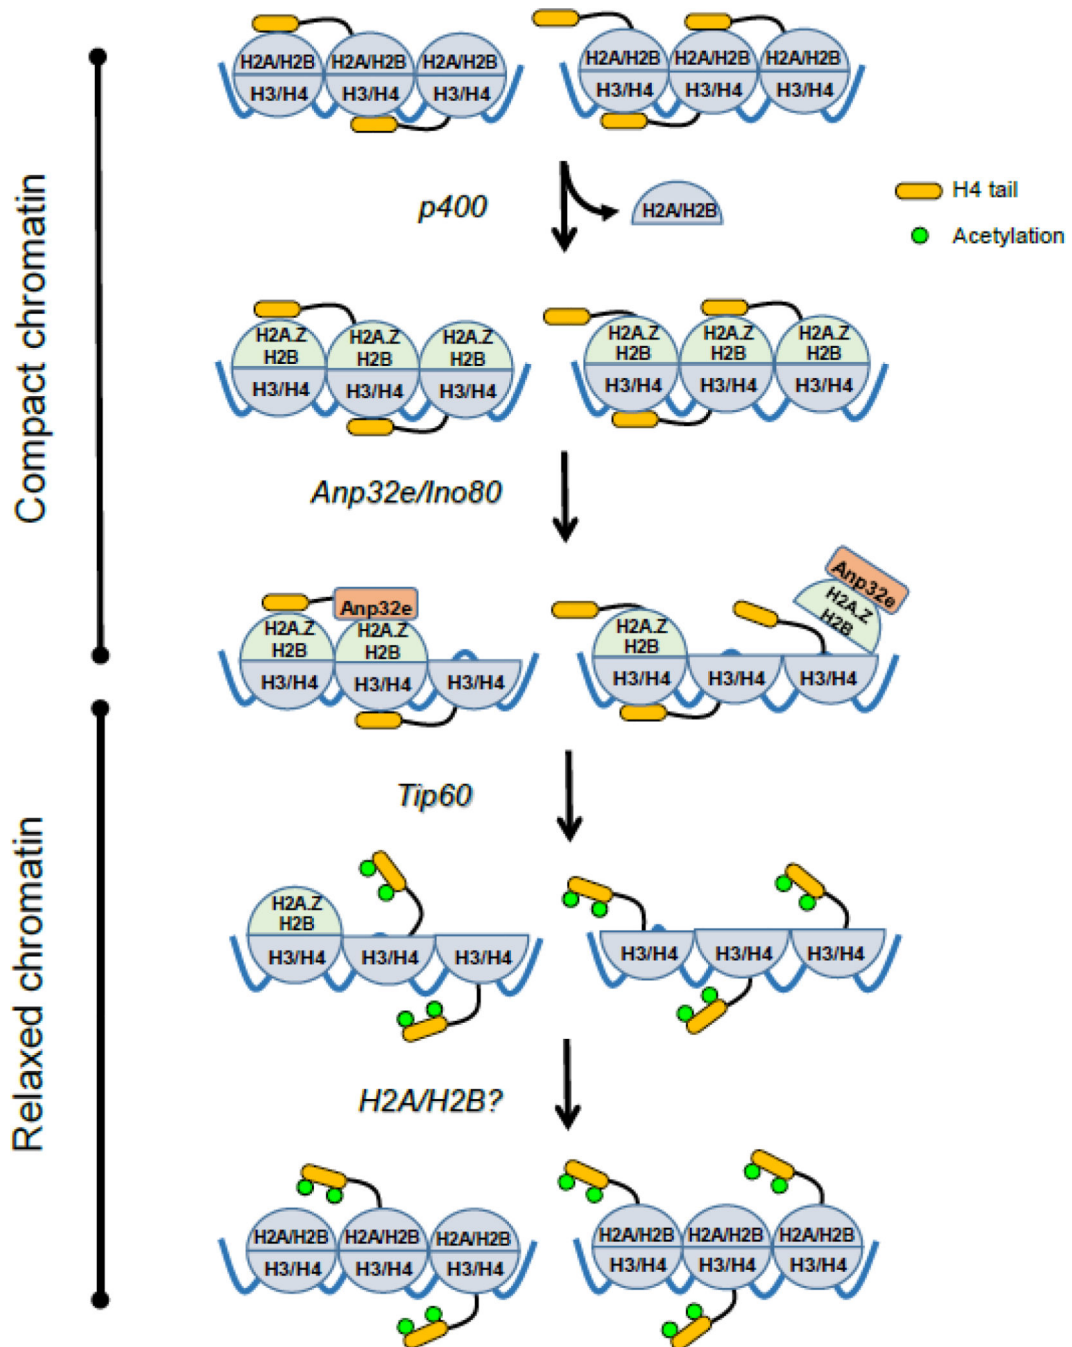 H2A/H2B H2A/H2B H2A/H2B H2A/H2B H2A/H2B H2A/H2B
H3/H4 H3/H4 H3/H4 H3/H4 H3/H4 H3/H4
Compact chromatin
p400
H2A/H2B
H4 tail
Acetylation
H2A.Z H2A.Z H2A.Z H2A.Z H2A.Z H2A.Z
H2B H2B H2B H2B H2B H2B
H3/H4 H3/H4 H3/H4 H3/H4 H3/H4 H3/H4
Anp32e/Ino80
Anp32e
H2A.Z
H2B
Anp32e
H2A.Z H2A.Z H2A.Z
H2B H2B H2B
H3/H4 H3/H4 H3/H4 H3/H4 H3/H4 H3/H4
Relaxed chromatin
Tip60
H2A.Z
H2B
H3/H4 H3/H4 H3/H4 H3/H4 H3/H4 H3/H4
H2A/H2B?
H2A/H2B H2A/H2B H2A/H2B H2A/H2B H2A/H2B H2A/H2B
H3/H4 H3/H4 H3/H4 H3/H4 H3/H4 H3/H4